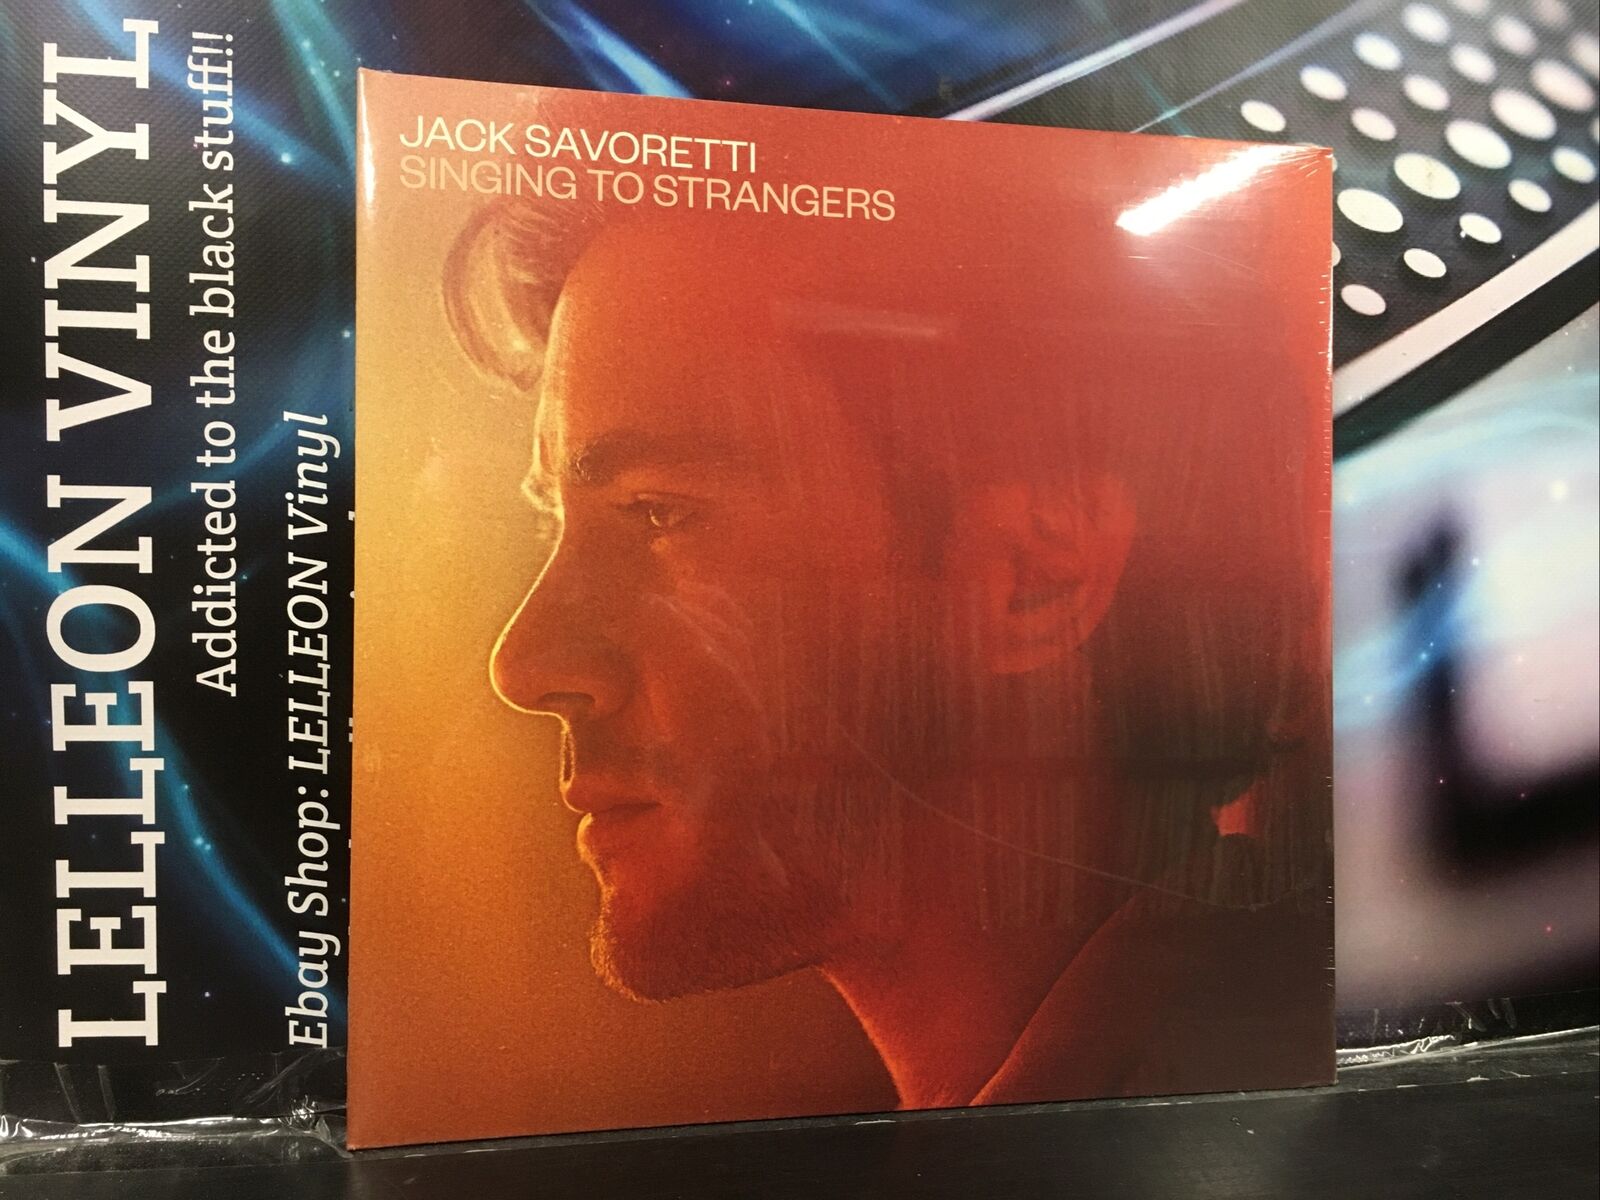 LELLEON VINYL
Addicted to the black stuff!!
Ebay Shop: LELLEON Vinyl
JACK SAVORETTI
SINGING TO STRANGERS